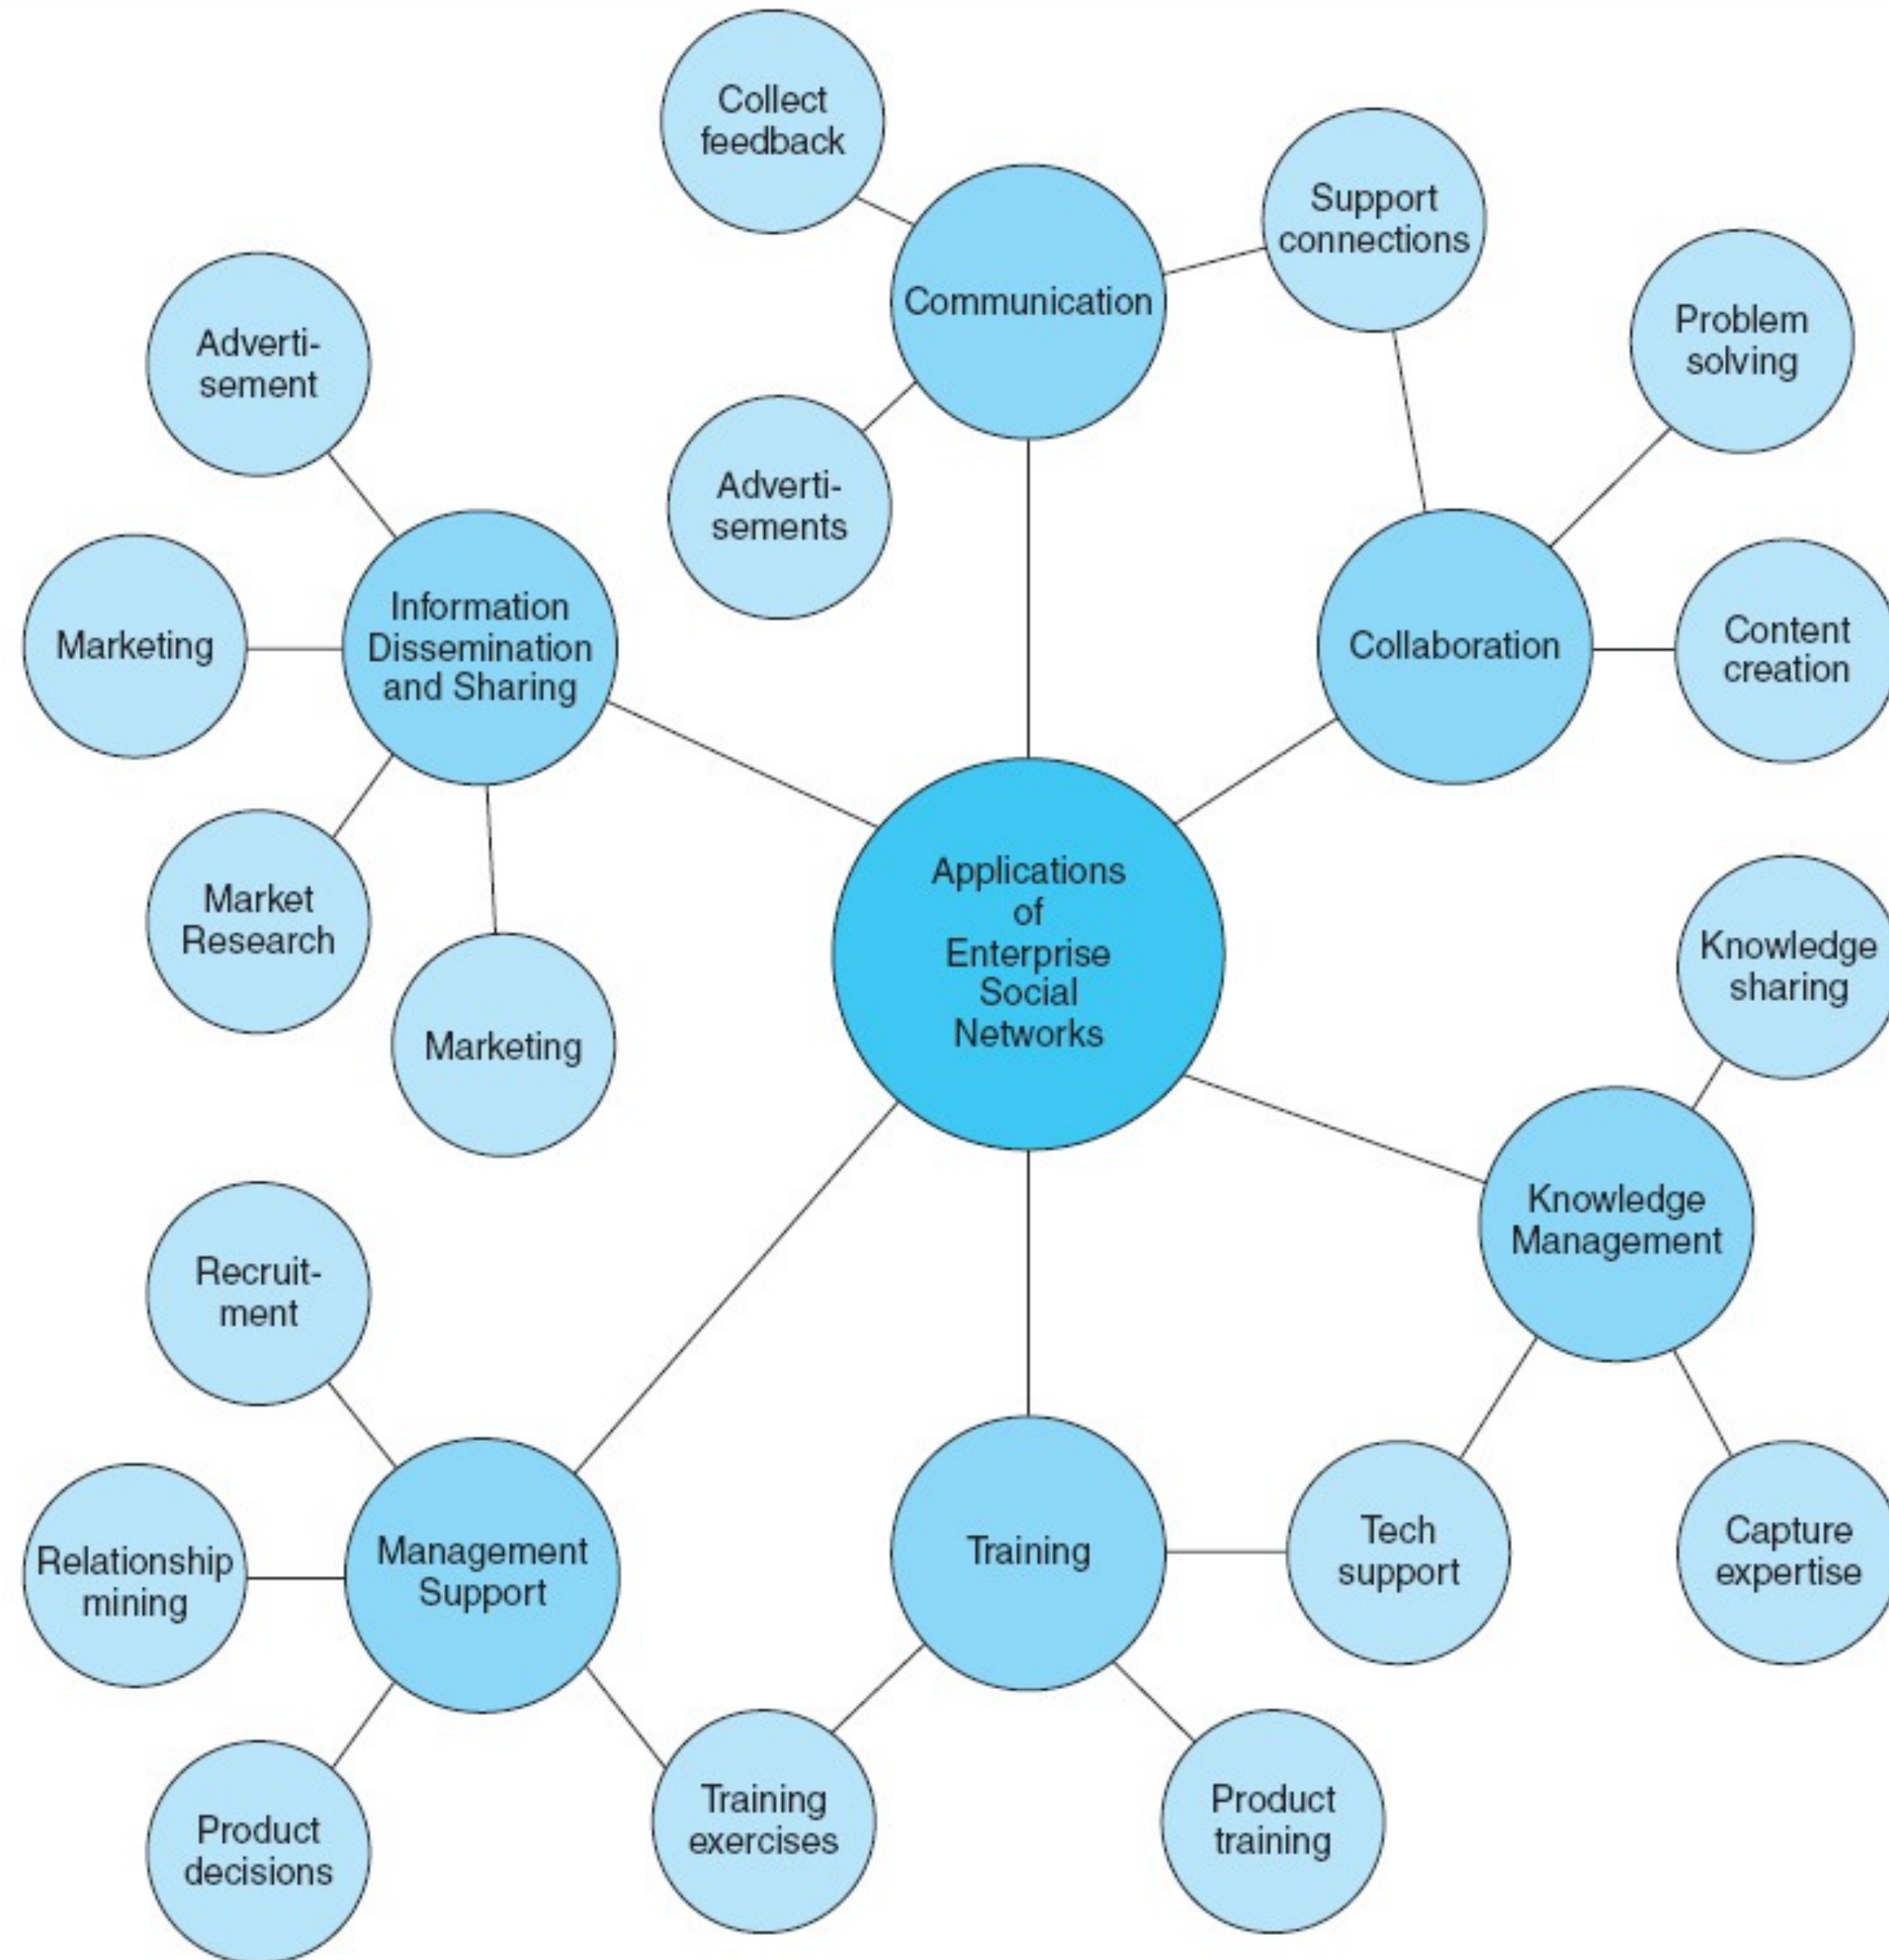 Collect
feedback
Support
connections
Communication
Problem
solving
Adverti-
sement
Adverti-
sements
Information
Dissemination
and Sharing
Marketing
Collaboration
Content
creation
Market
Research
Marketing
Applications
of
Enterprise
Social
Networks
Knowledge
sharing
Knowledge
Management
Recruit-
ment
Relationship
mining
Management
Support
Training
Tech
support
Capture
expertise
Product
decisions
Training
exercises
Product
training